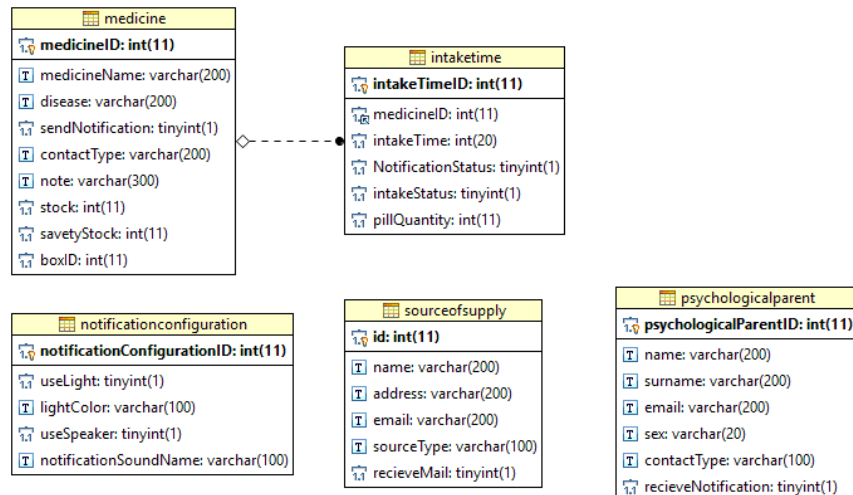 medicine
medicineID: int(11)
medicineName: varchar(200)
disease: varchar(200)
sendNotification: tinyint(1)
contactType: varchar(200)
note: varchar(300)
stock: int(11)
savetyStock: int(11)
boxID: int(11)
intaketime
intakeTimeID: int(11)
medicineID: int(11)
intakeTime: int(20)
NotificationStatus: tinyint(1)
intakeStatus: tinyint(1)
pillQuantity: int(11)
notificationconfiguration
notificationConfigurationID: int(11)
useLight: tinyint(1)
lightColor: varchar(100)
useSpeaker: tinyint(1)
notificationSoundName: varchar(100)
sourceofsupply
id: int(11)
name: varchar(200)
address: varchar(200)
email: varchar(200)
sourceType: varchar(100)
recieveMail: tinyint(1)
psychologicalparent
psychologicalParentID: int(11)
name: varchar(200)
surname: varchar(200)
email: varchar(200)
sex: varchar(20)
contactType: varchar(100)
recieveNotification: tinyint(1)